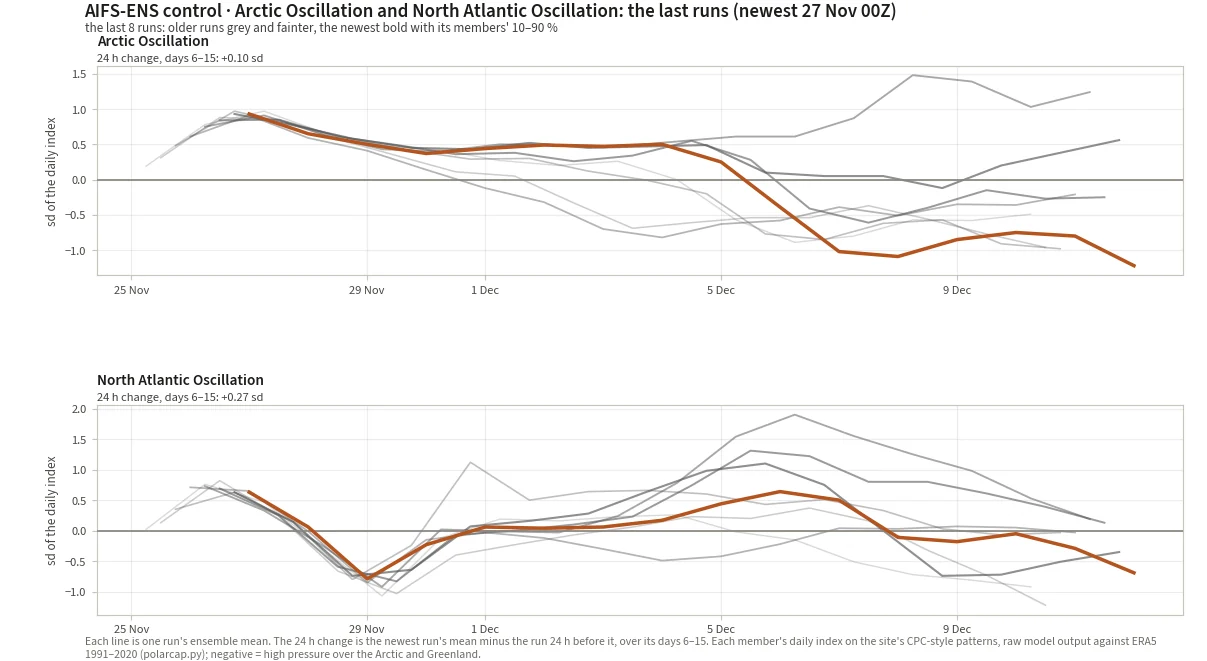 AIFS-ENS control · Arctic Oscillation and North Atlantic Oscillation: the last runs (newest 27 Nov 00Z)
the last 8 runs: older runs grey and fainter, the newest bold with its members' 10–90 %
Arctic Oscillation
24 h change, days 6–15: +0.10 sd
sd of the daily index
1.5
1.0
0.5
0.0
−0.5
−1.0
25 Nov 29 Nov 1 Dec 5 Dec 9 Dec
North Atlantic Oscillation
24 h change, days 6–15: +0.27 sd
sd of the daily index
2.0
1.5
1.0
0.5
0.0
−0.5
−1.0
25 Nov 29 Nov 1 Dec 5 Dec 9 Dec
Each line is one run's ensemble mean. The 24 h change is the newest run's mean minus the run 24 h before it, over its days 6–15. Each member's daily index on the site's CPC-style patterns, raw model output against ERA5
1991–2020 (polarcap.py); negative = high pressure over the Arctic and Greenland.